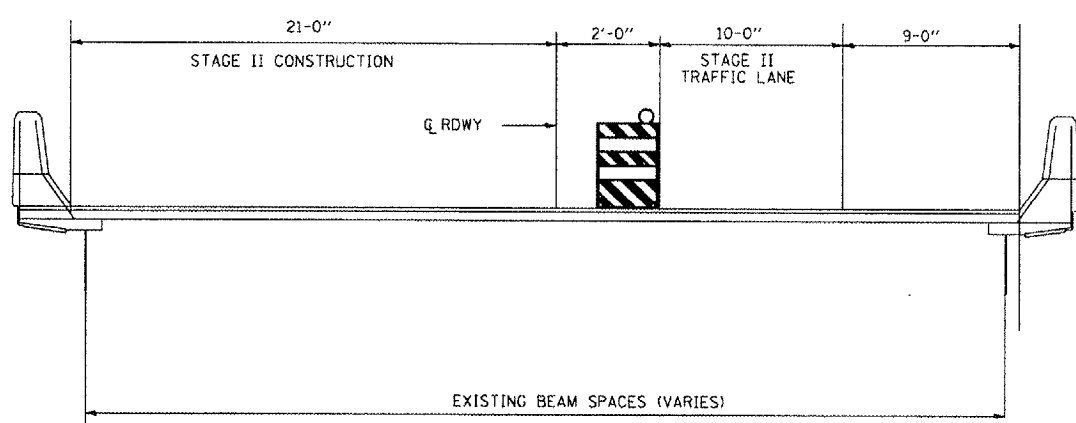 21-0"
2'-0"
10-0"
9-0"
STAGE II CONSTRUCTION
STAGE II
TRAFFIC LANE
℄ RDWY
EXISTING BEAM SPACES (VARIES)